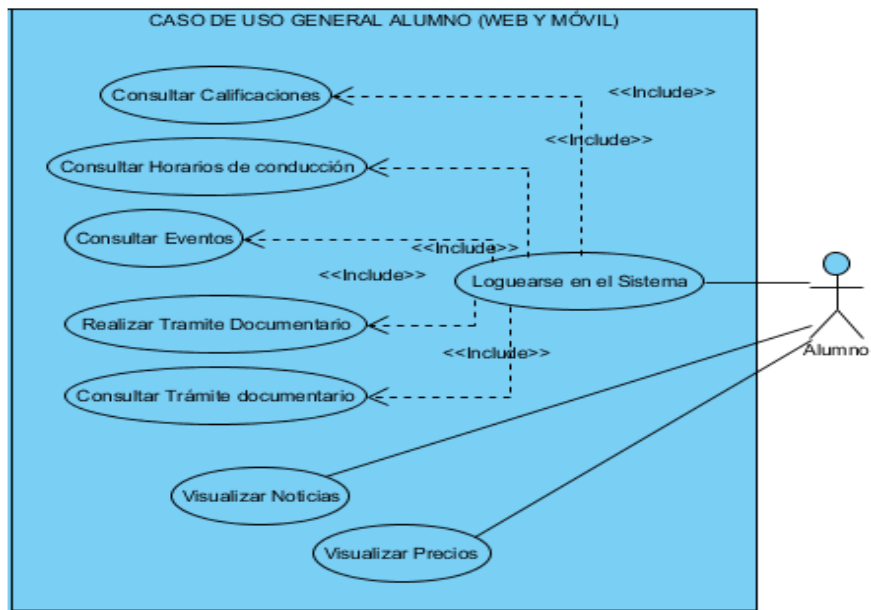 CASO DE USO GENERAL ALUMNO (WEB Y MÓVIL)
Consultar Calificaciones
<<Include>>
<<Include>>
Consultar Horarios de conducción
Consultar Eventos
<<Include>>
<<Include>>
Loguearse en el Sistema
Realizar Tramite Documentario
<<Include>>
Alumno
Consultar Trámite documentario
Visualizar Noticias
Visualizar Precios